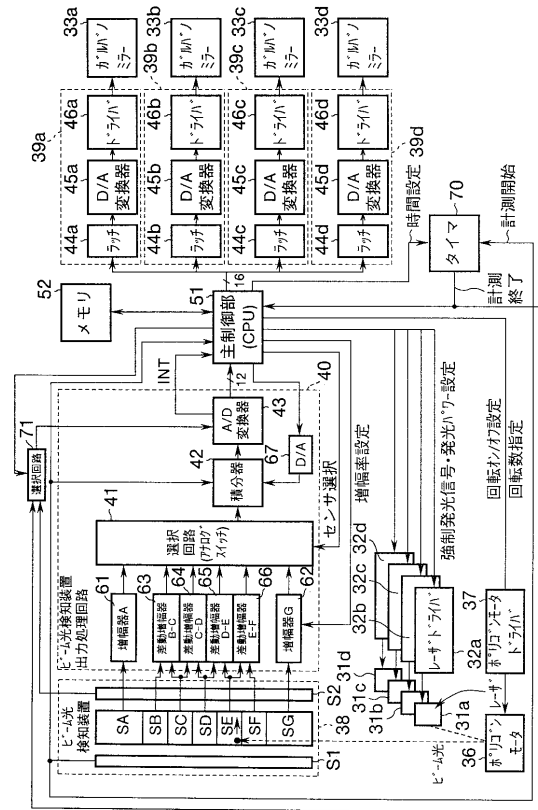 39a
44a
ラッチ
45a
D/A
変換器
46a
ドライバ
33a
ガルバノ
ミラー
39b
44b
ラッチ
45b
D/A
変換器
46b
ドライバ
33b
ガルバノ
ミラー
39c
44c
ラッチ
45c
D/A
変換器
46c
ドライバ
33c
ガルバノ
ミラー
39d
44d
ラッチ
45d
D/A
変換器
46d
ドライバ
33d
ガルバノ
ミラー
52
メモリ
51
主制御部
(CPU)
16
12
INT
時間設定
70
タイマ
計測開始
計測
終了
71
選択回路
40
43
A/D
変換器
42
積分器
67
D/A
センサ選択
増幅率設定
41
選択
回路
(アナログ
スイッチ)
ビーム光検知装置
出力処理回路
61
増幅器A
63
差動増幅器
B-C
64
差動増幅器
C-D
65
差動増幅器
D-E
66
差動増幅器
E-F
62
増幅器G
ビーム光
検知装置
S1
SA
SB
SC
SD
SE
SF
SG
38
S2
強制発光信号・発光パワー設定
32d
32c
32b
32a
レーザドライバ
31d
31c
31b
31a
レーザ
ビーム光
回転オン/オフ設定
回転数指定
37
ポリゴンモータ
ドライバ
36
ポリゴン
モータ